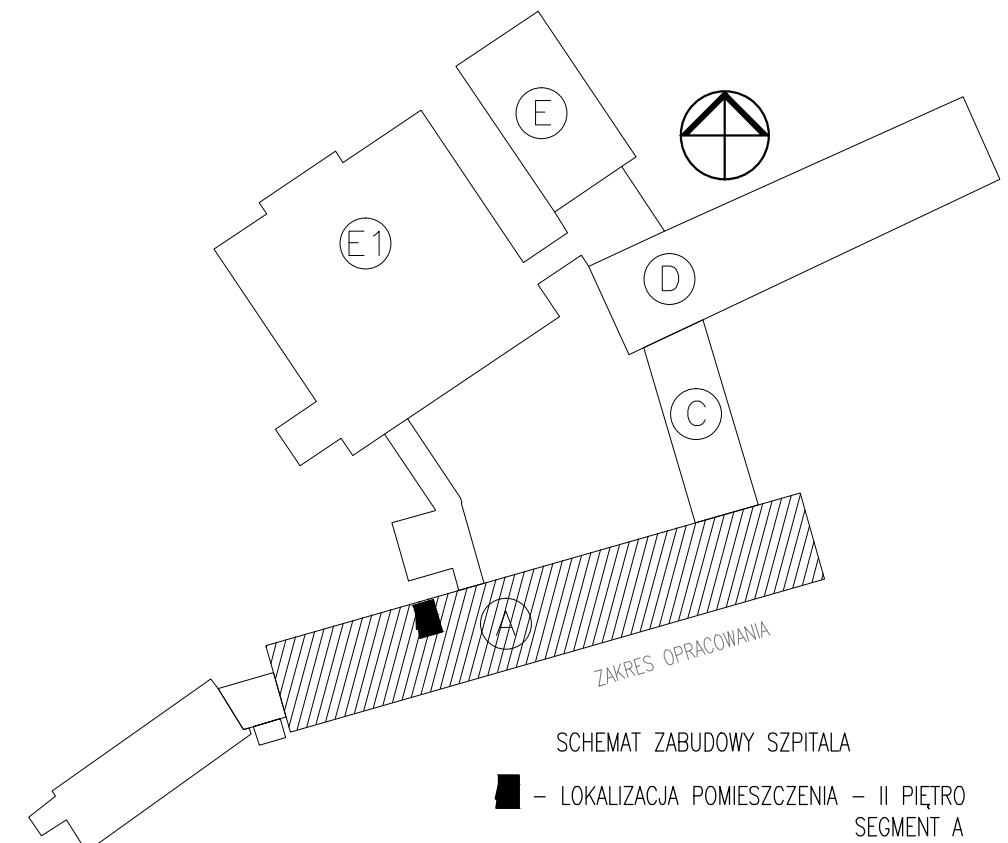 E
E1
D
C
A
ZAKRES OPRACOWANIA
SCHEMAT ZABUDOWY SZPITALA
– LOKALIZACJA POMIESZCZENIA – II PIĘTRO
SEGMENT A